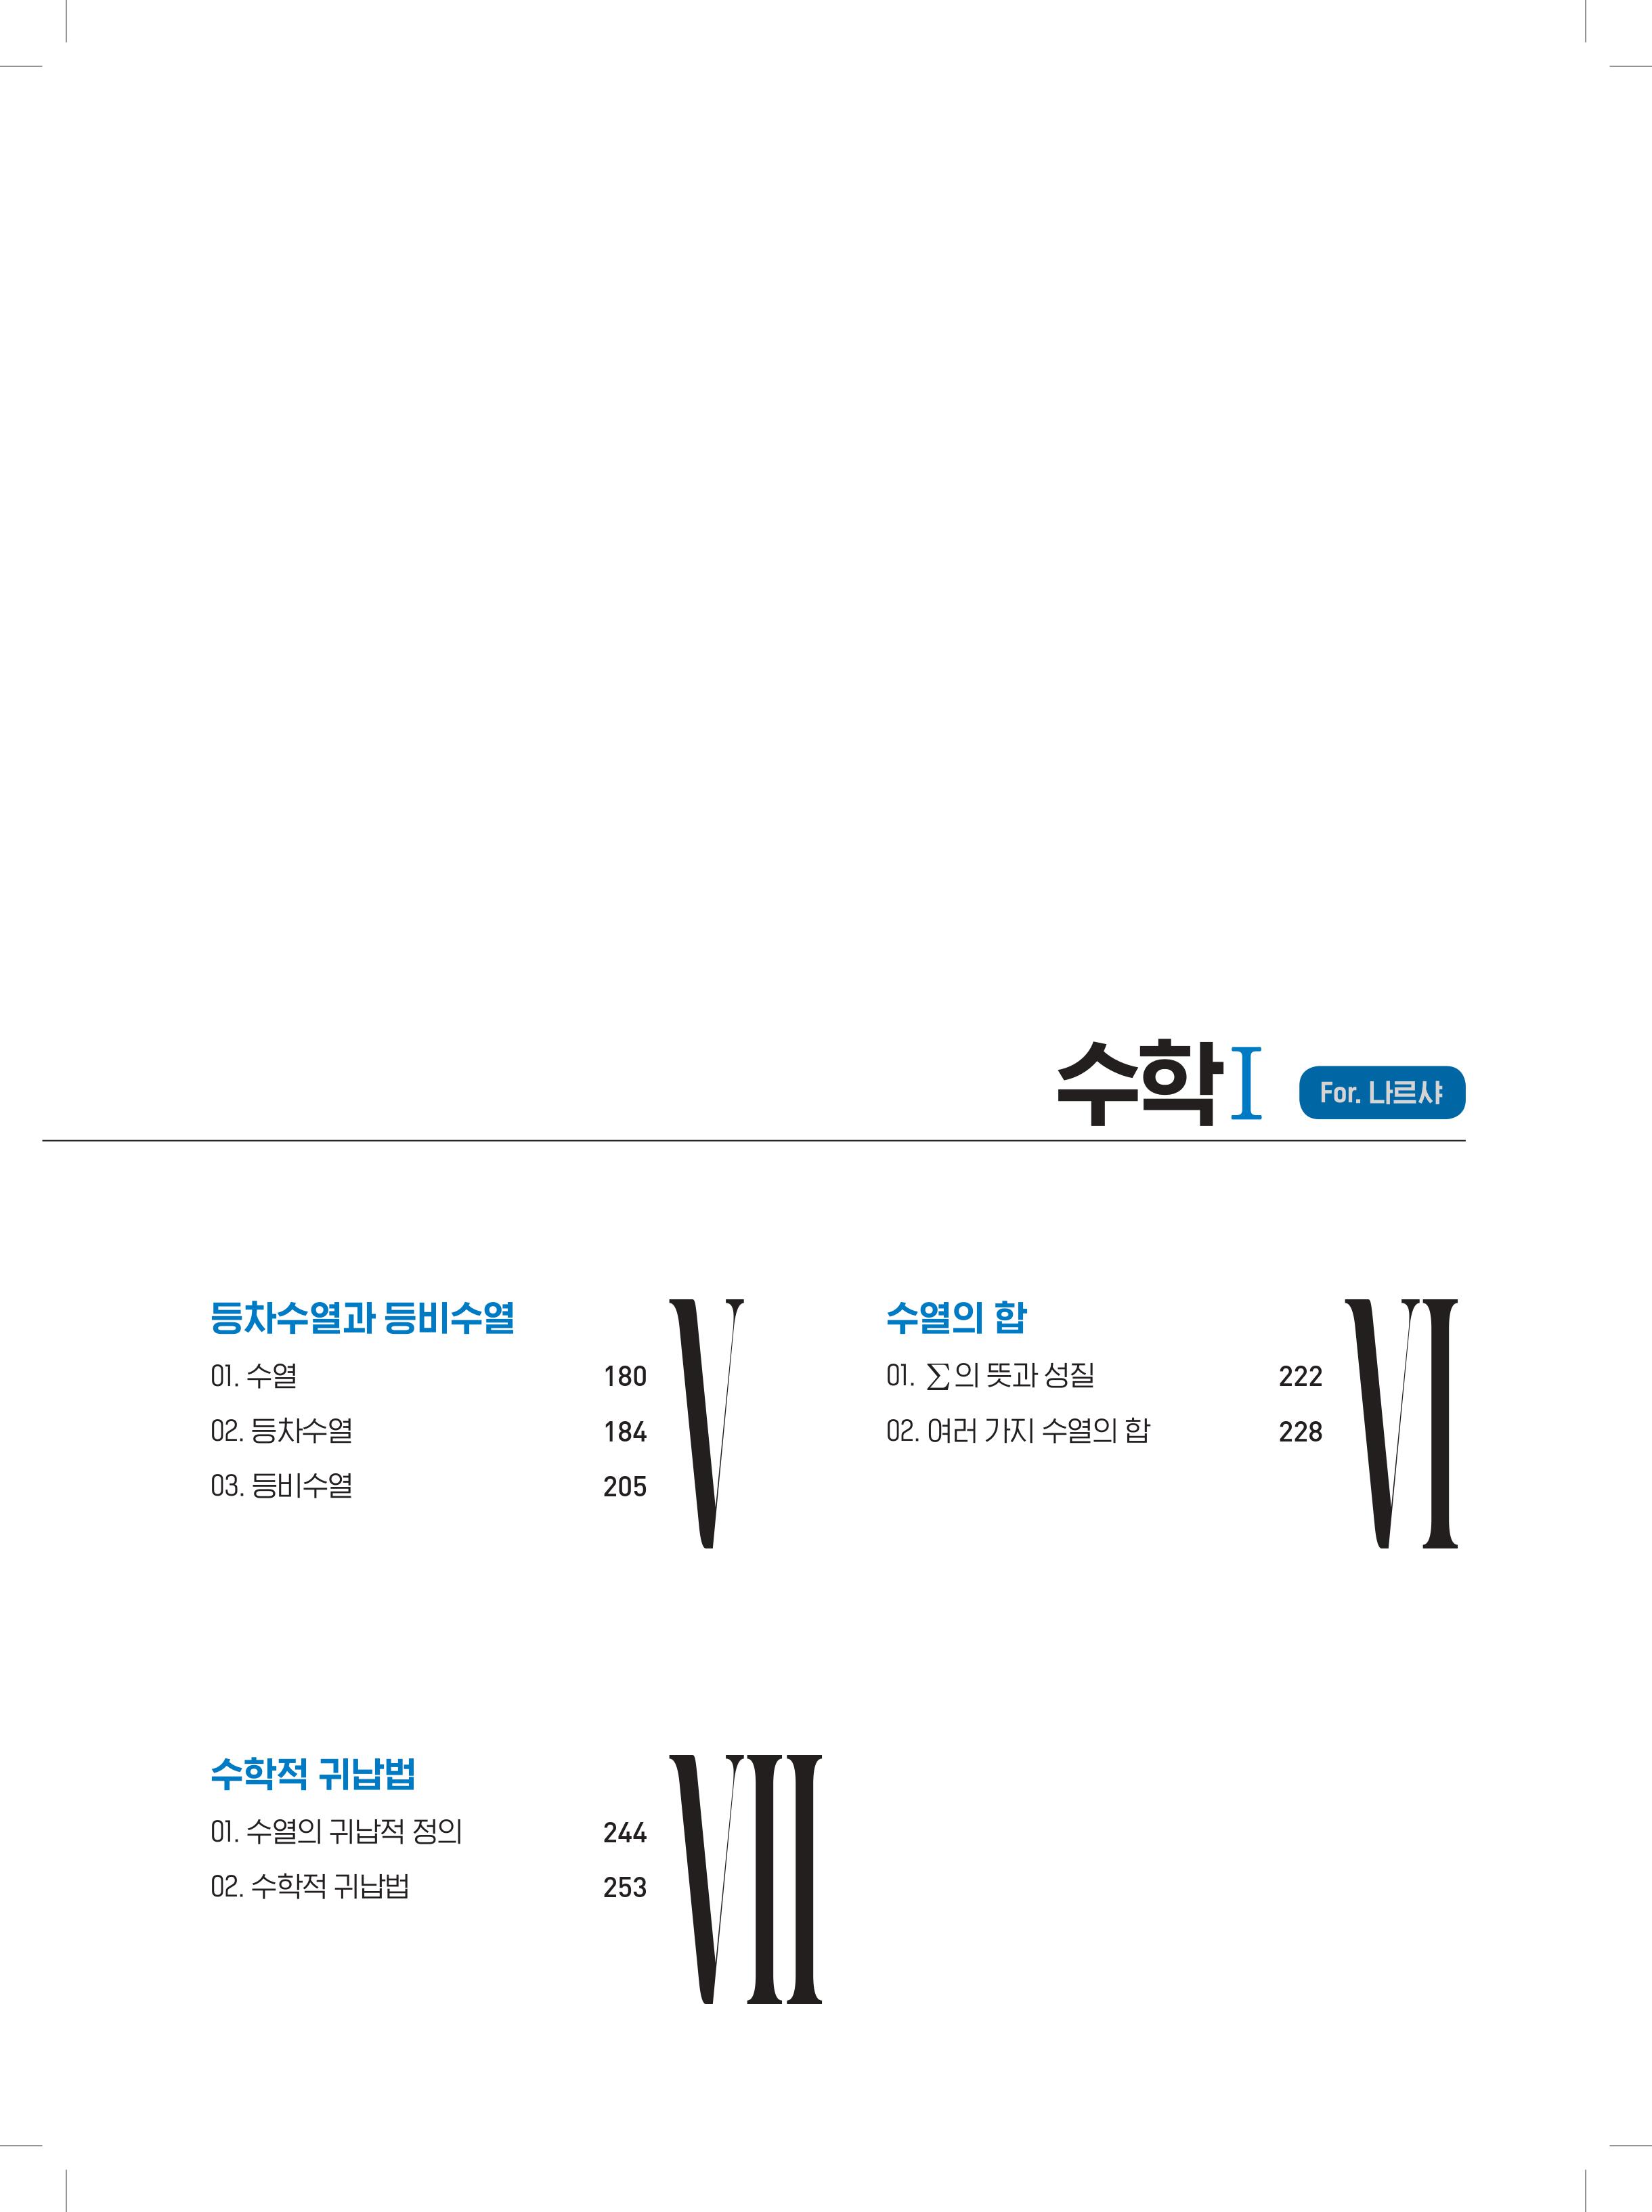 수학 I For. 나르샤
등차수열과 등비수열
V
01. 수열 180
02. 등차수열 184
03. 등비수열 205
수열의 합
VI
01. ∑의 뜻과 성질 222
02. 여러 가지 수열의 합 228
수학적 귀납법
VII
01. 수열의 귀납적 정의 244
02. 수학적 귀납법 253